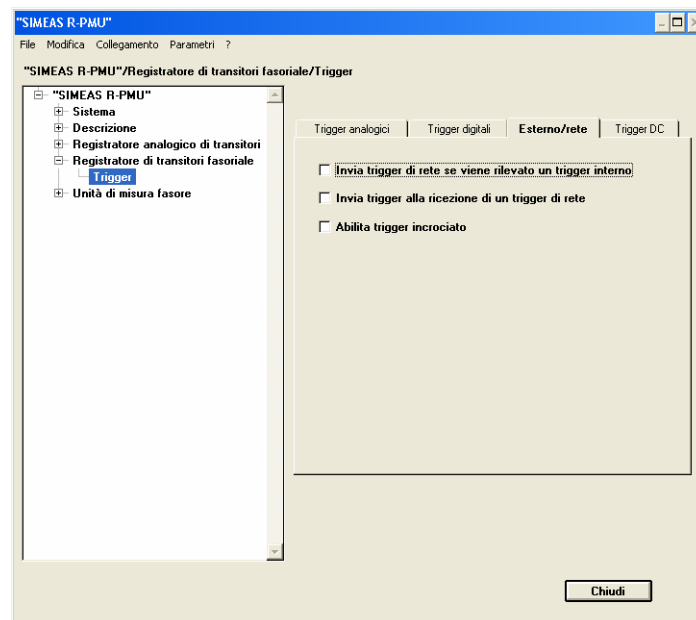 "SIMEAS R-PMU"
File Modifica Collegamento Parametri ?
"SIMEAS R-PMU"/Registratore di transitori fasoriale/Trigger
"SIMEAS R-PMU"
Sistema
Descrizione
Registratore analogico di transitori
Registratore di transitori fasoriale
Trigger
Unità di misura fasore
Trigger analogici Trigger digitali Esterno/rete Trigger DC
Invia trigger di rete se viene rilevato un trigger interno
Invia trigger alla ricezione di un trigger di rete
Abilita trigger incrociato
Chiudi